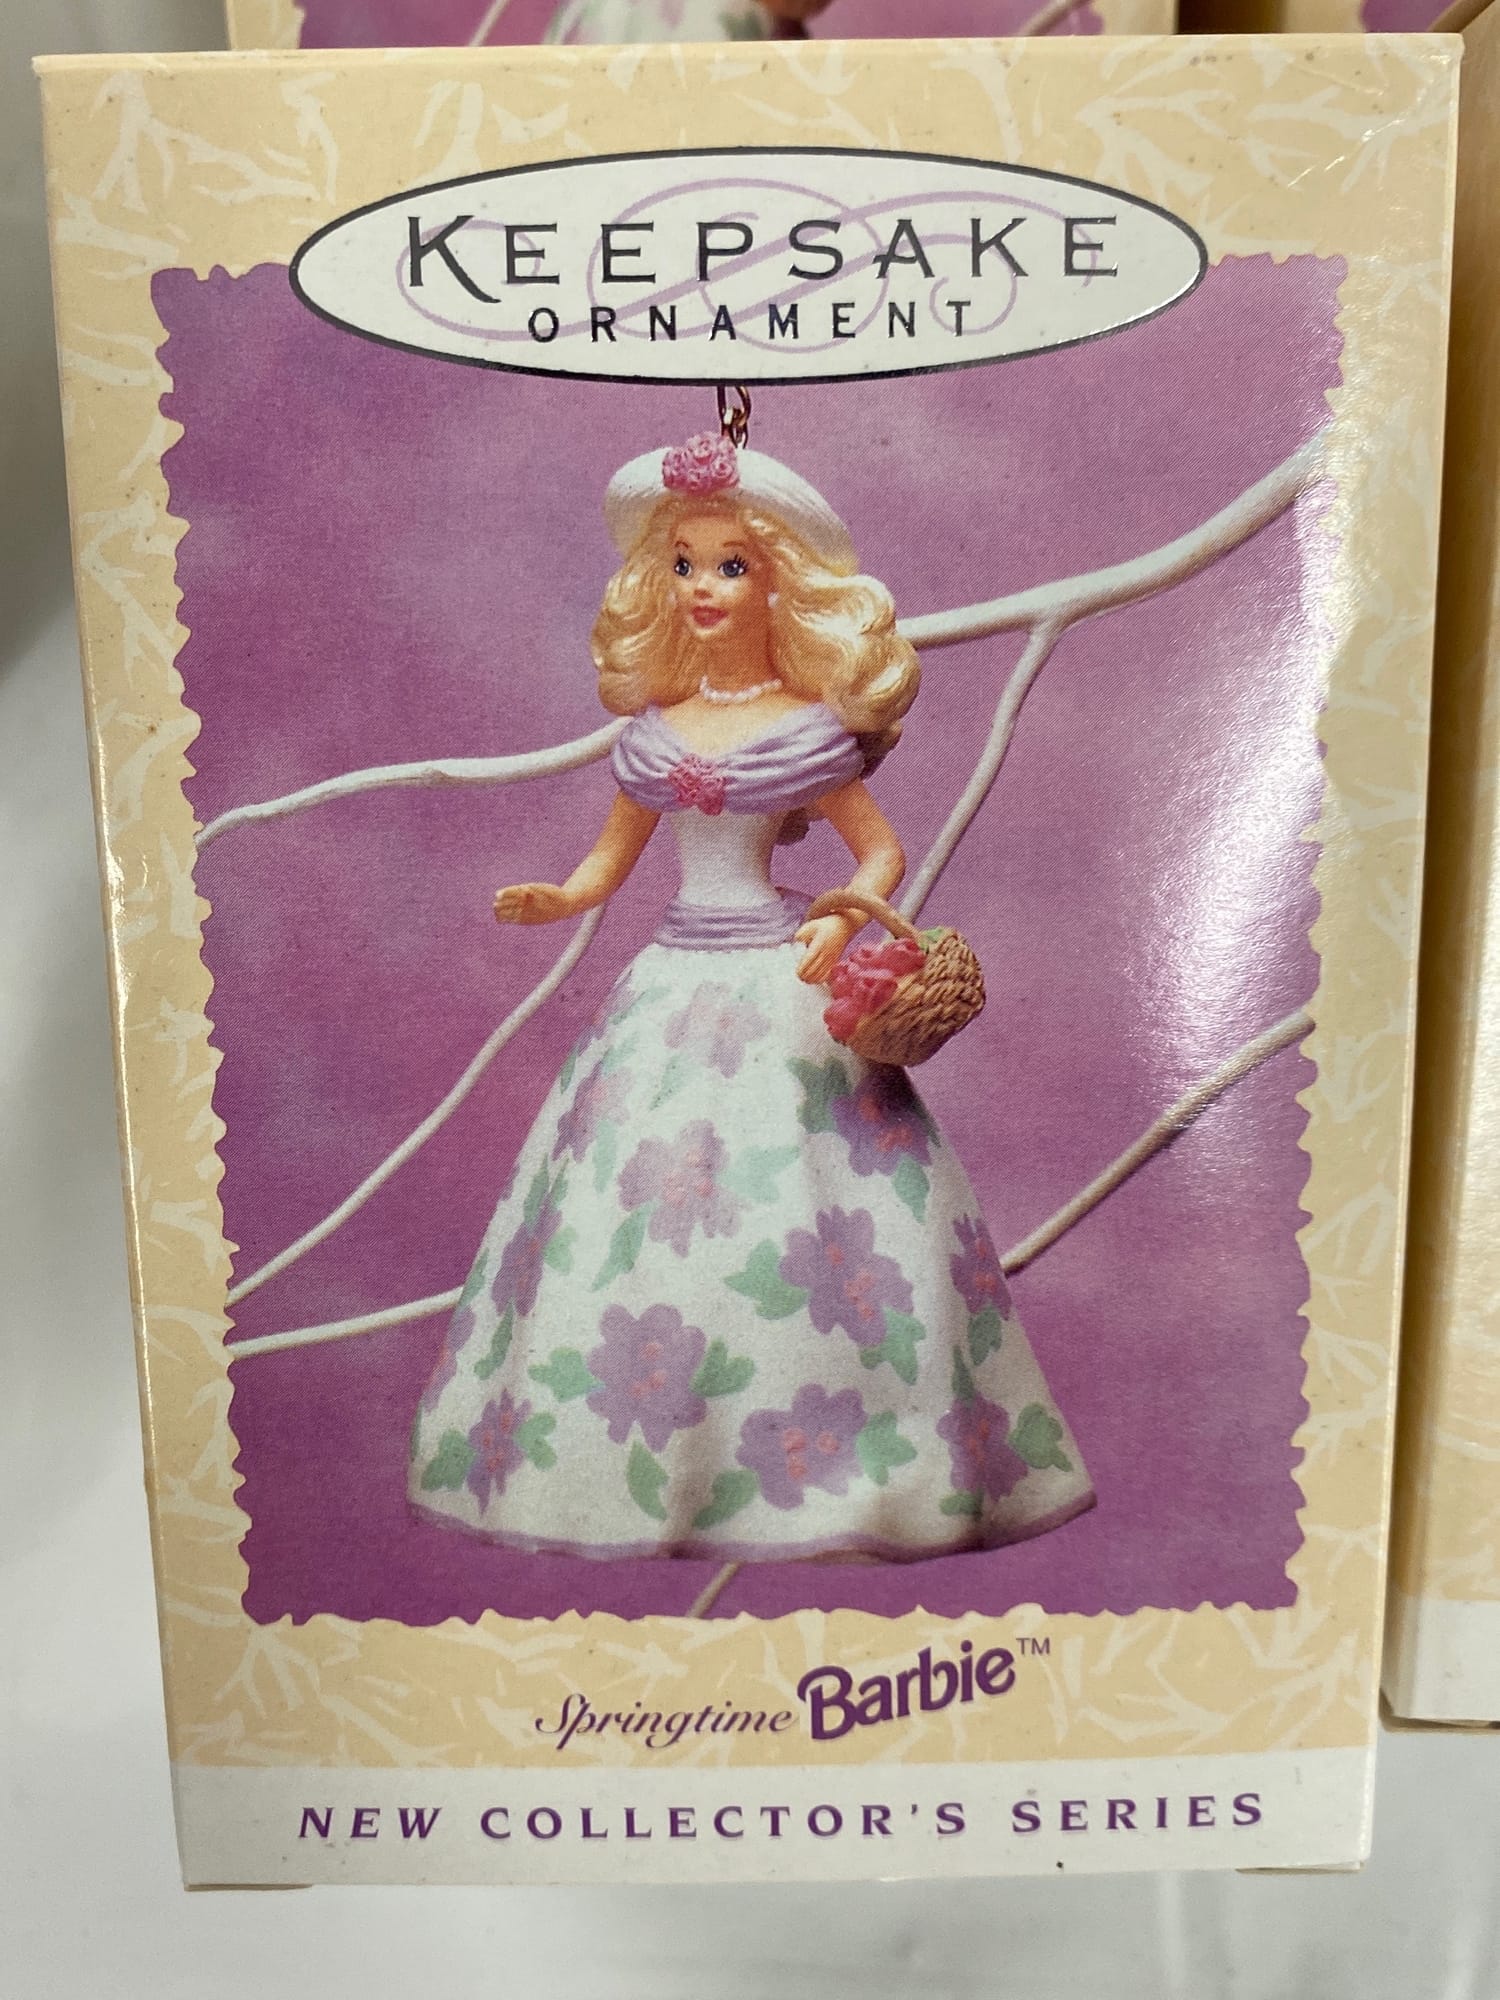 KEEPSAKE
ORNAMENT
Springtime Barbie™
NEW COLLECTOR'S SERIES